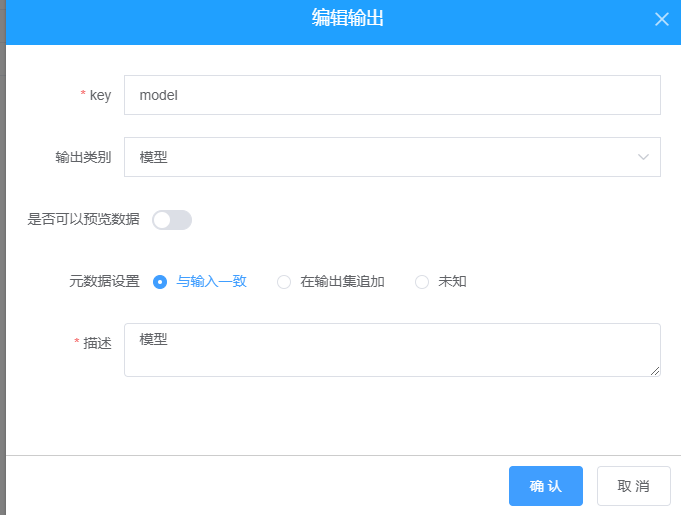 编辑输出
* key model
输出类别 模型
是否可以预览数据
元数据设置 与输入一致 在输出集追加 未知
* 描述 模型
确 认 取 消